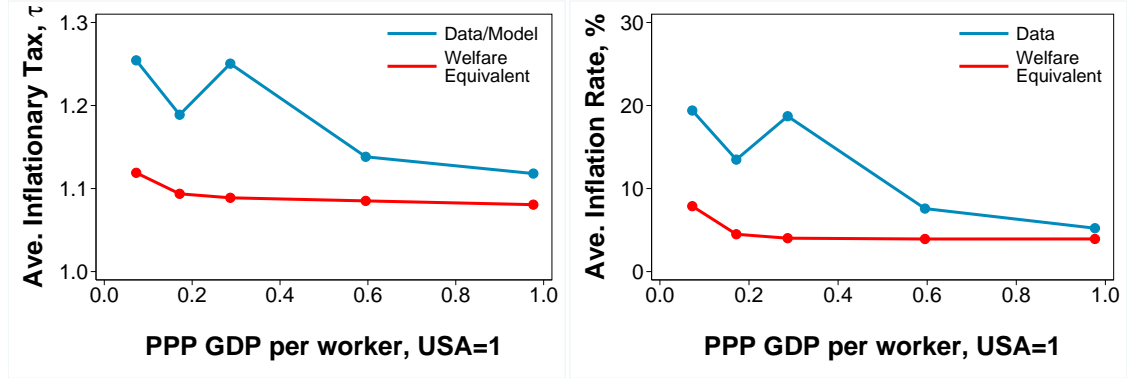 Ave. Inflationary Tax, τ
1.3
1.2
1.1
1.0
Data/Model
Welfare
Equivalent
0.0 0.2 0.4 0.6 0.8 1.0
PPP GDP per worker, USA=1
Ave. Inflation Rate, %
30
20
10
0
Data
Welfare
Equivalent
0.0 0.2 0.4 0.6 0.8 1.0
PPP GDP per worker, USA=1